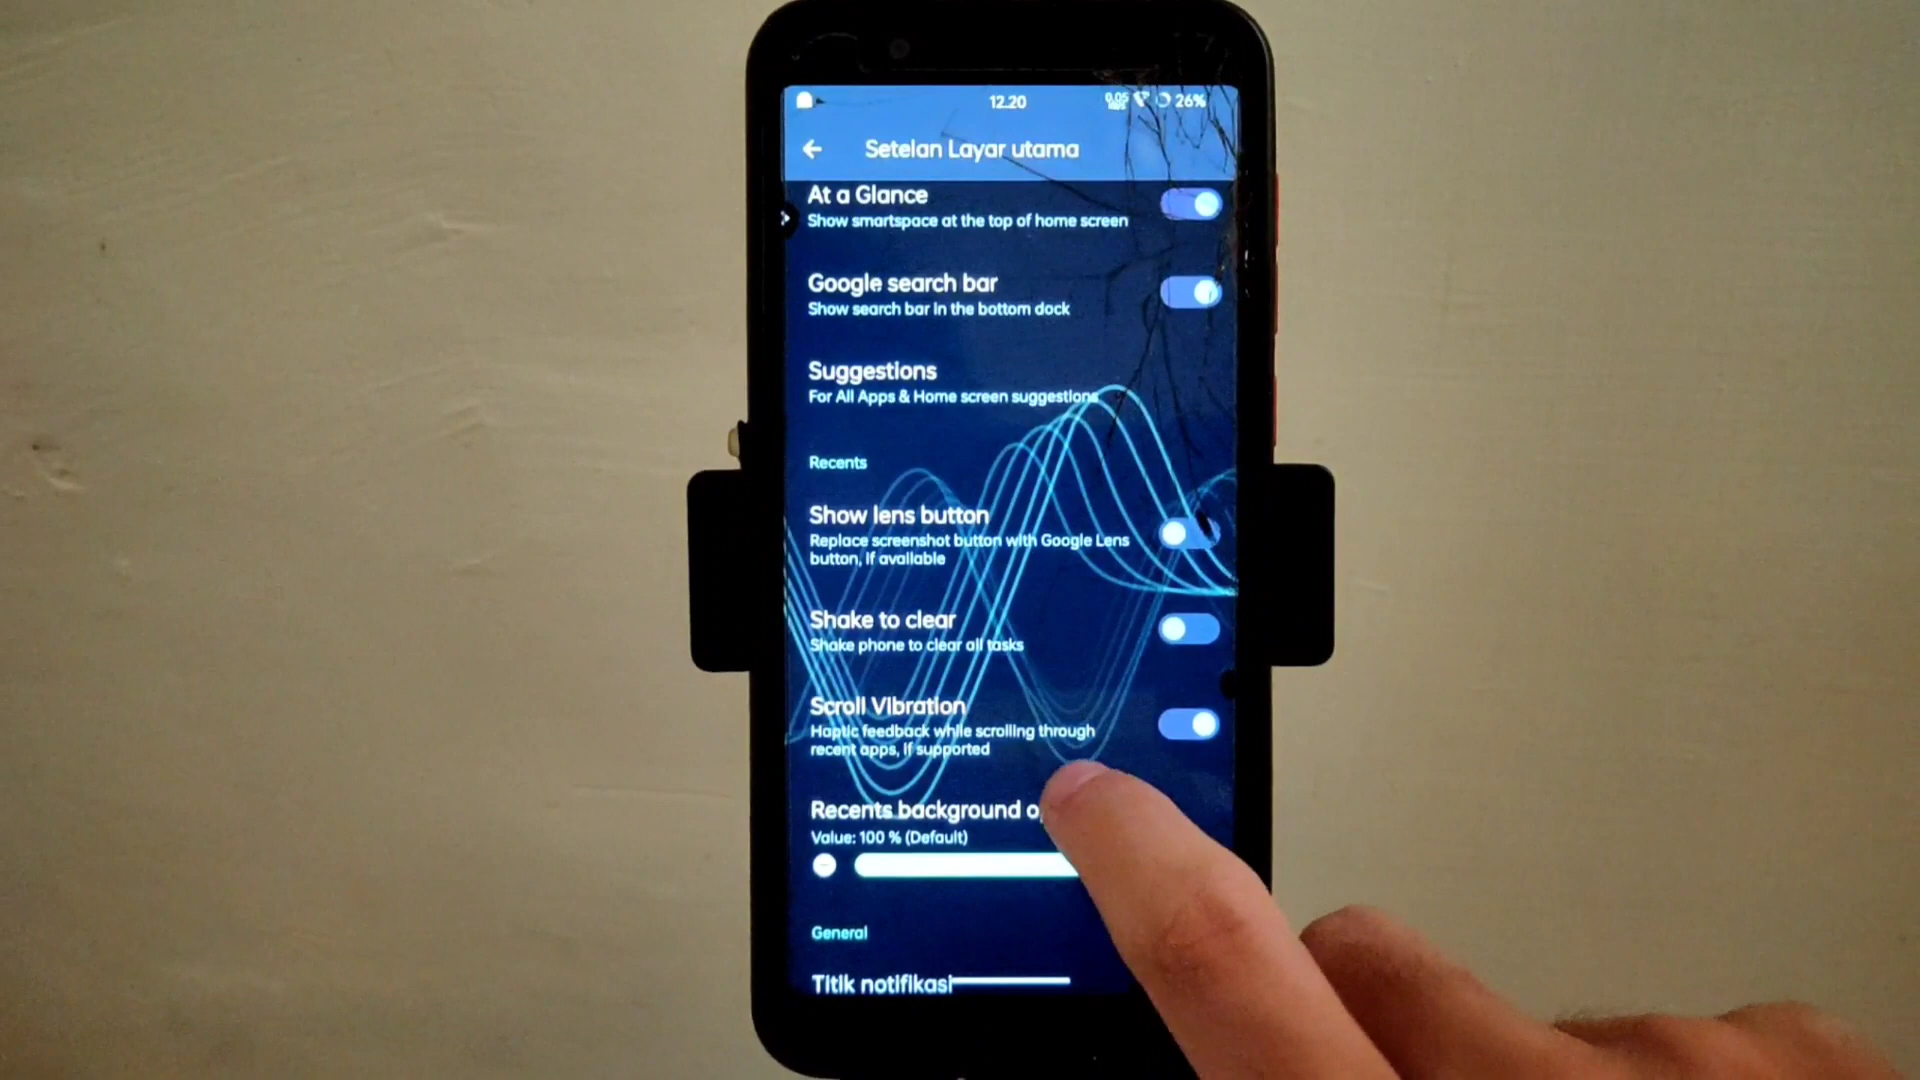 12.20
0.05
26%
Setelan Layar utama
At a Glance
Show smartspace at the top of home screen
Google search bar
Show search bar in the bottom dock
Suggestions
For All Apps & Home screen suggestions
Recents
Show lens button
Replace screenshot button with Google Lens
button, if available
Shake to clear
Shake phone to clear all tasks
Scroll Vibration
Haptic feedback while scrolling through
recent apps, if supported
Recents background
Value: 100 % (Default)
General
Titik notifikasi